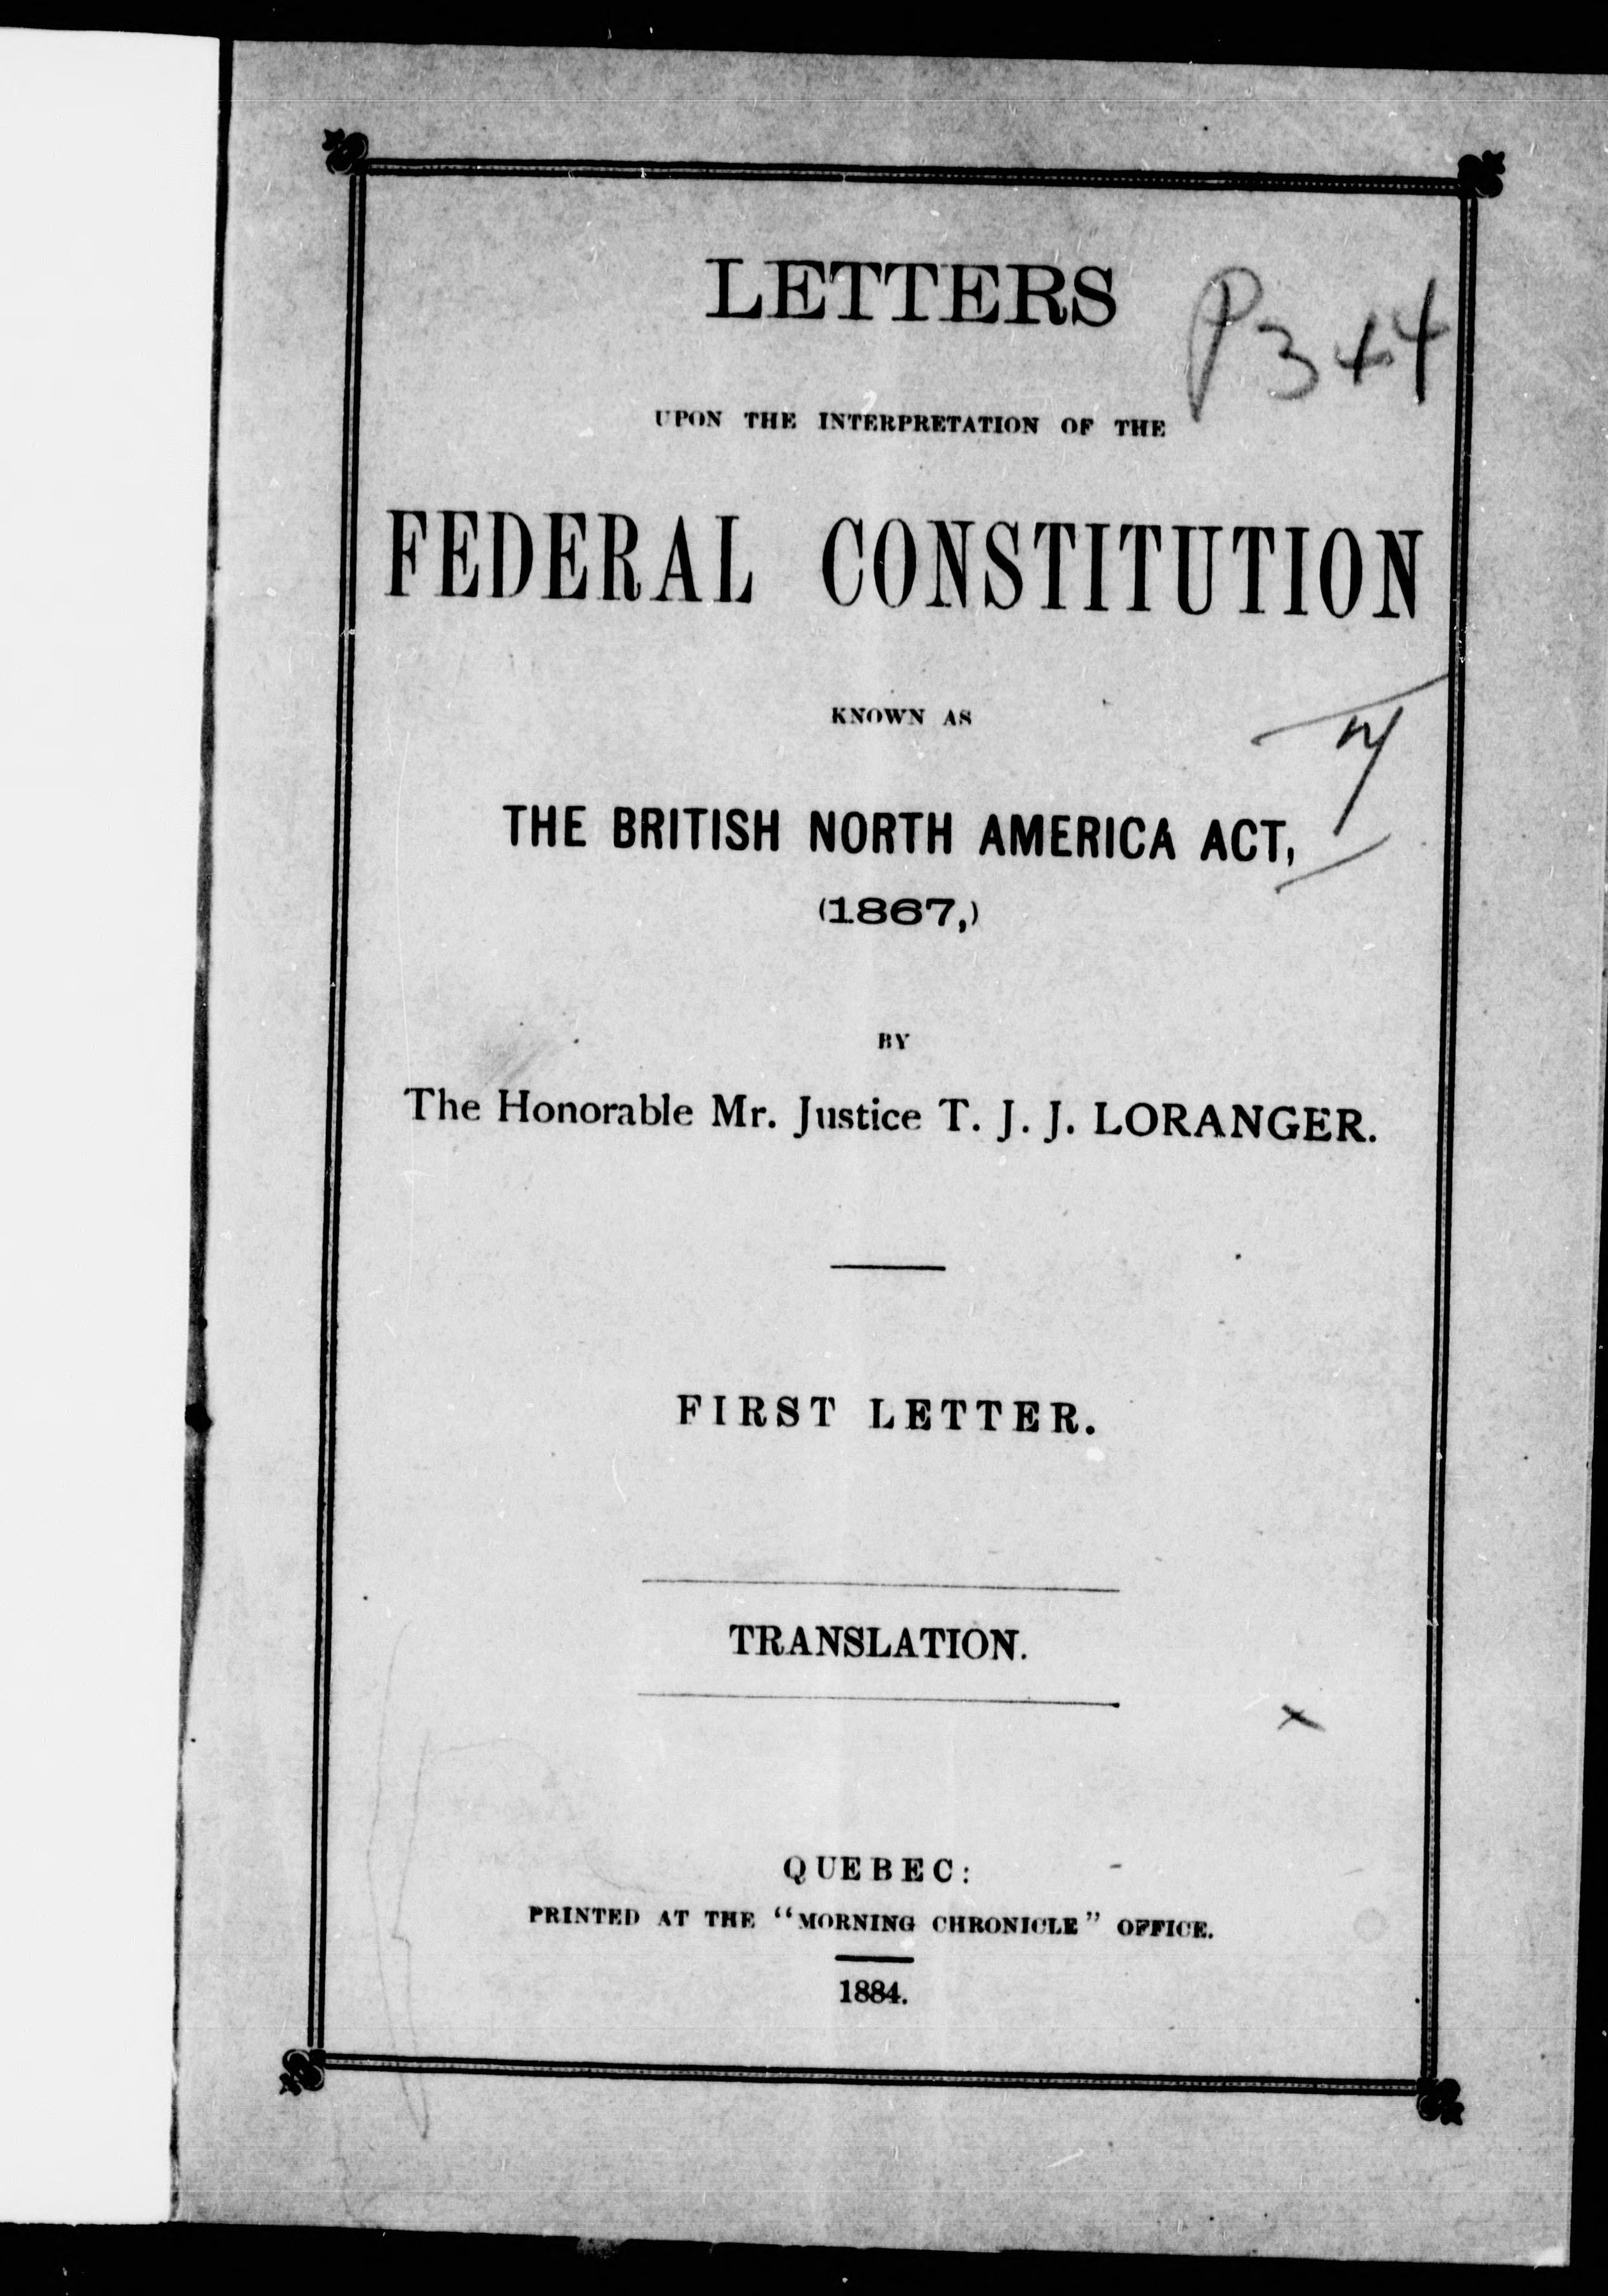 LETTERS
P344
UPON THE INTERPRETATION OF THE
FEDERAL CONSTITUTION
KNOWN AS
THE BRITISH NORTH AMERICA ACT,
(1867,)
BY
The Honorable Mr. Justice T. J. J. LORANGER.
FIRST LETTER.
TRANSLATION.
QUEBEC:
PRINTED AT THE "MORNING CHRONICLE" OFFICE.
1884.